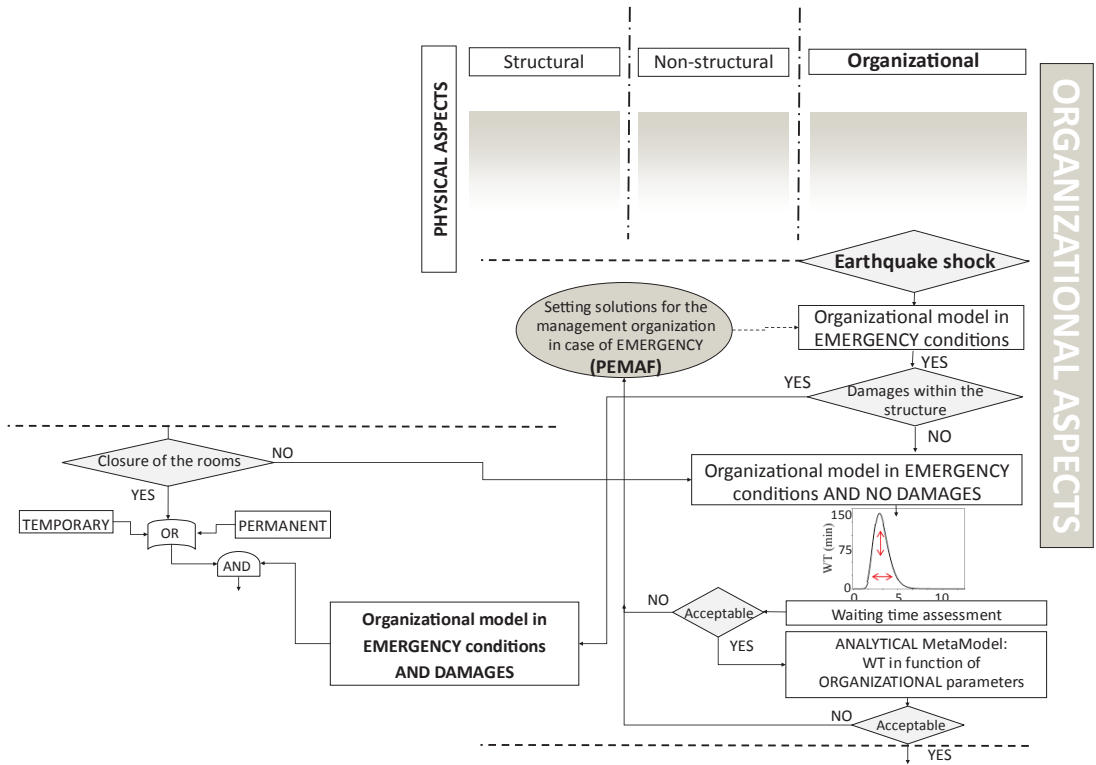 Structural
Non-structural
Organizational
PHYSICAL ASPECTS
ORGANIZATIONAL ASPECTS
Earthquake shock
Setting solutions for the
management organization
in case of EMERGENCY
(PEMAF)
Organizational model in
EMERGENCY conditions
YES
YES
Damages within the
structure
NO
Closure of the rooms
NO
YES
Organizational model in EMERGENCY
conditions AND NO DAMAGES
TEMPORARY
OR
PERMANENT
AND
150
75
0
WT (min)
0
5
10
NO
Acceptable
Waiting time assessment
YES
Organizational model in
EMERGENCY conditions
AND DAMAGES
ANALYTICAL MetaModel:
WT in function of
ORGANIZATIONAL parameters
NO
Acceptable
YES